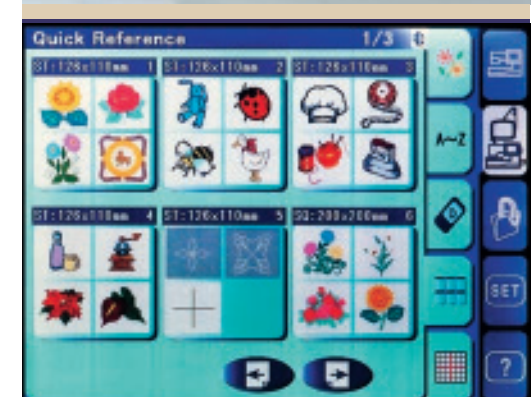 Quick Reference 1/3
ST:126x110mm 1 ST:126x110mm 2 ST:126x110mm 3
A~Z
ST:126x110mm 4 ST:126x110mm 5 SQ:200x200mm 6
SET
?